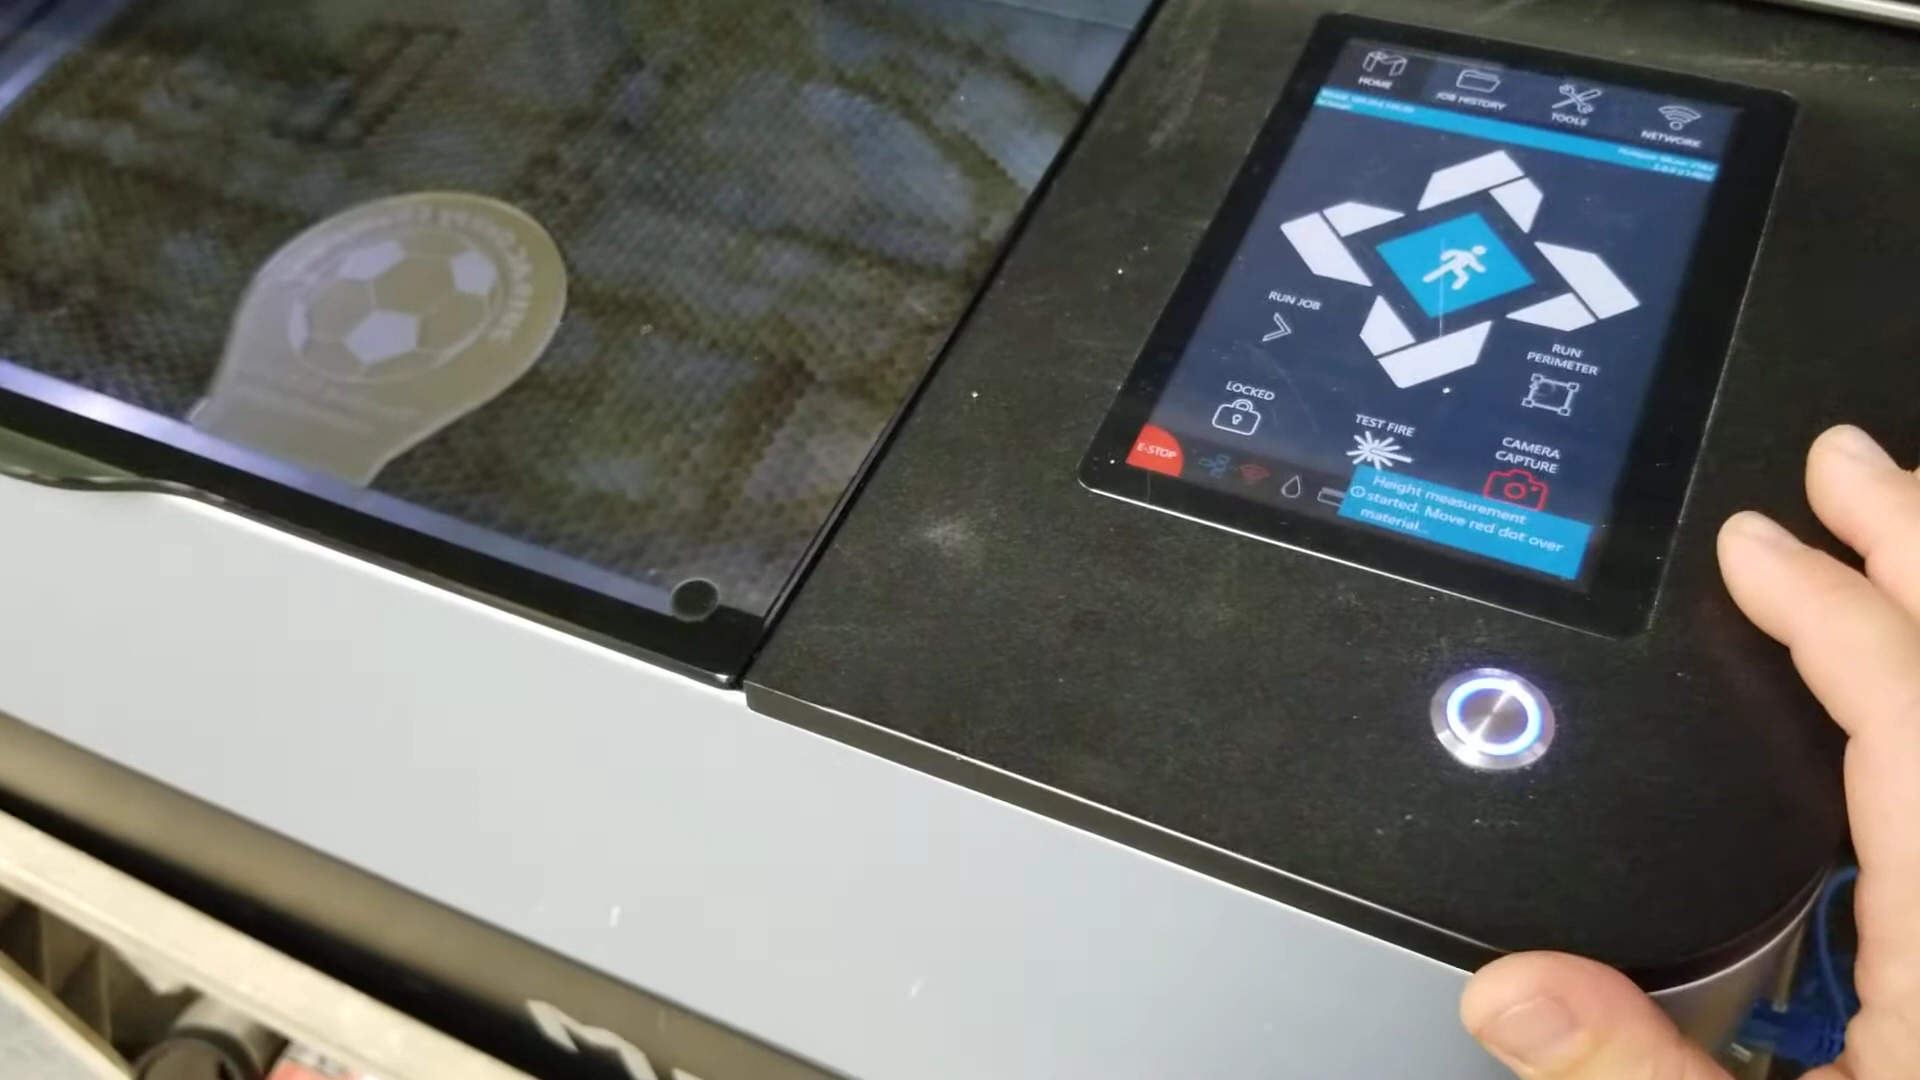 HOME
JOB HISTORY
TOOLS
NETWORK
RUN JOB
RUN
PERIMETER
LOCKED
TEST FIRE
CAMERA
CAPTURE
E-STOP
Height measurement
started. Move red dot over
material